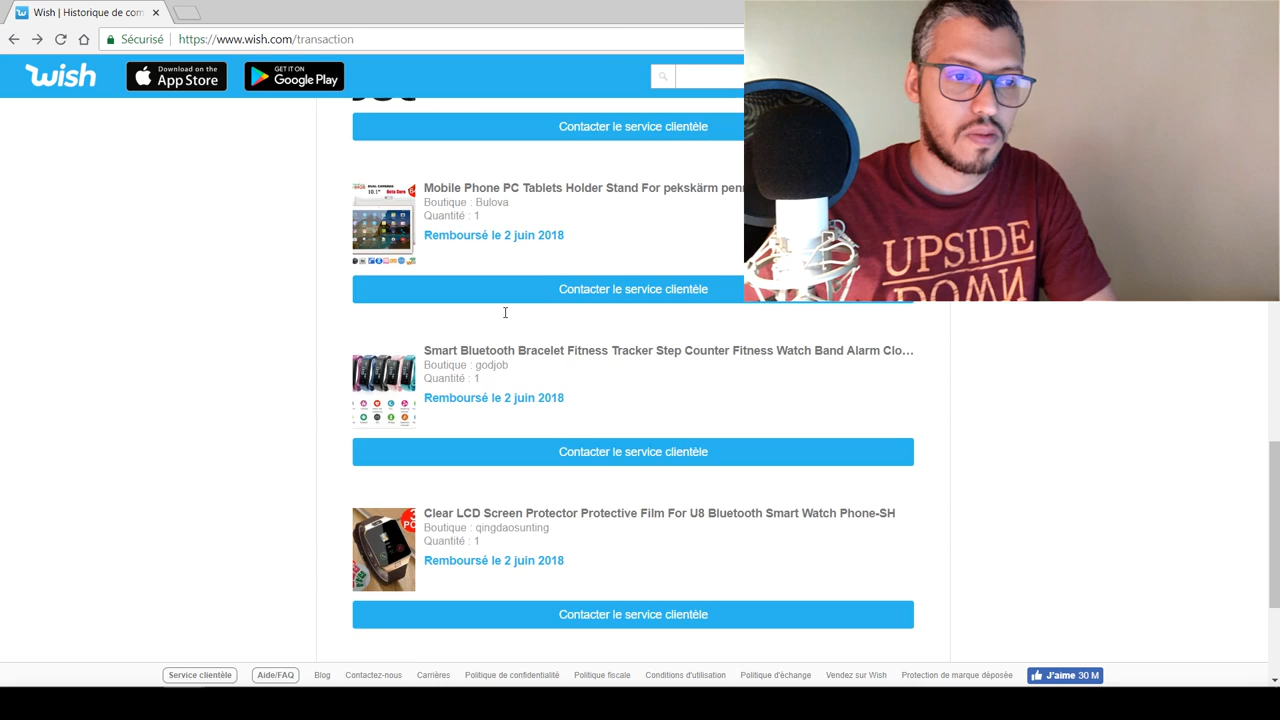 Wish | Historique de com
Sécurisé
https://www.wish.com/transaction
wish
Download on the
App Store
GET IT ON
Google Play
Contacter le service clientèle
Mobile Phone PC Tablets Holder Stand For pekskärm
Boutique : Bulova
Quantité : 1
Remboursé le 2 juin 2018
Contacter le service clientèle
Smart Bluetooth Bracelet Fitness Tracker Step Counter Fitness Watch Band Alarm Clo...
Boutique : godjob
Quantité : 1
Remboursé le 2 juin 2018
Contacter le service clientèle
Clear LCD Screen Protector Protective Film For U8 Bluetooth Smart Watch Phone-SH
Boutique : qingdaosunting
Quantité : 1
Remboursé le 2 juin 2018
Contacter le service clientèle
Service clientèle
Aide/FAQ
Blog
Contactez-nous
Carrières
Politique de confidentialité
Politique fiscale
Conditions d'utilisation
Politique d'échange
Vendez sur Wish
Protection de marque déposée
J'aime 30 M
UPSIDE
DOWN